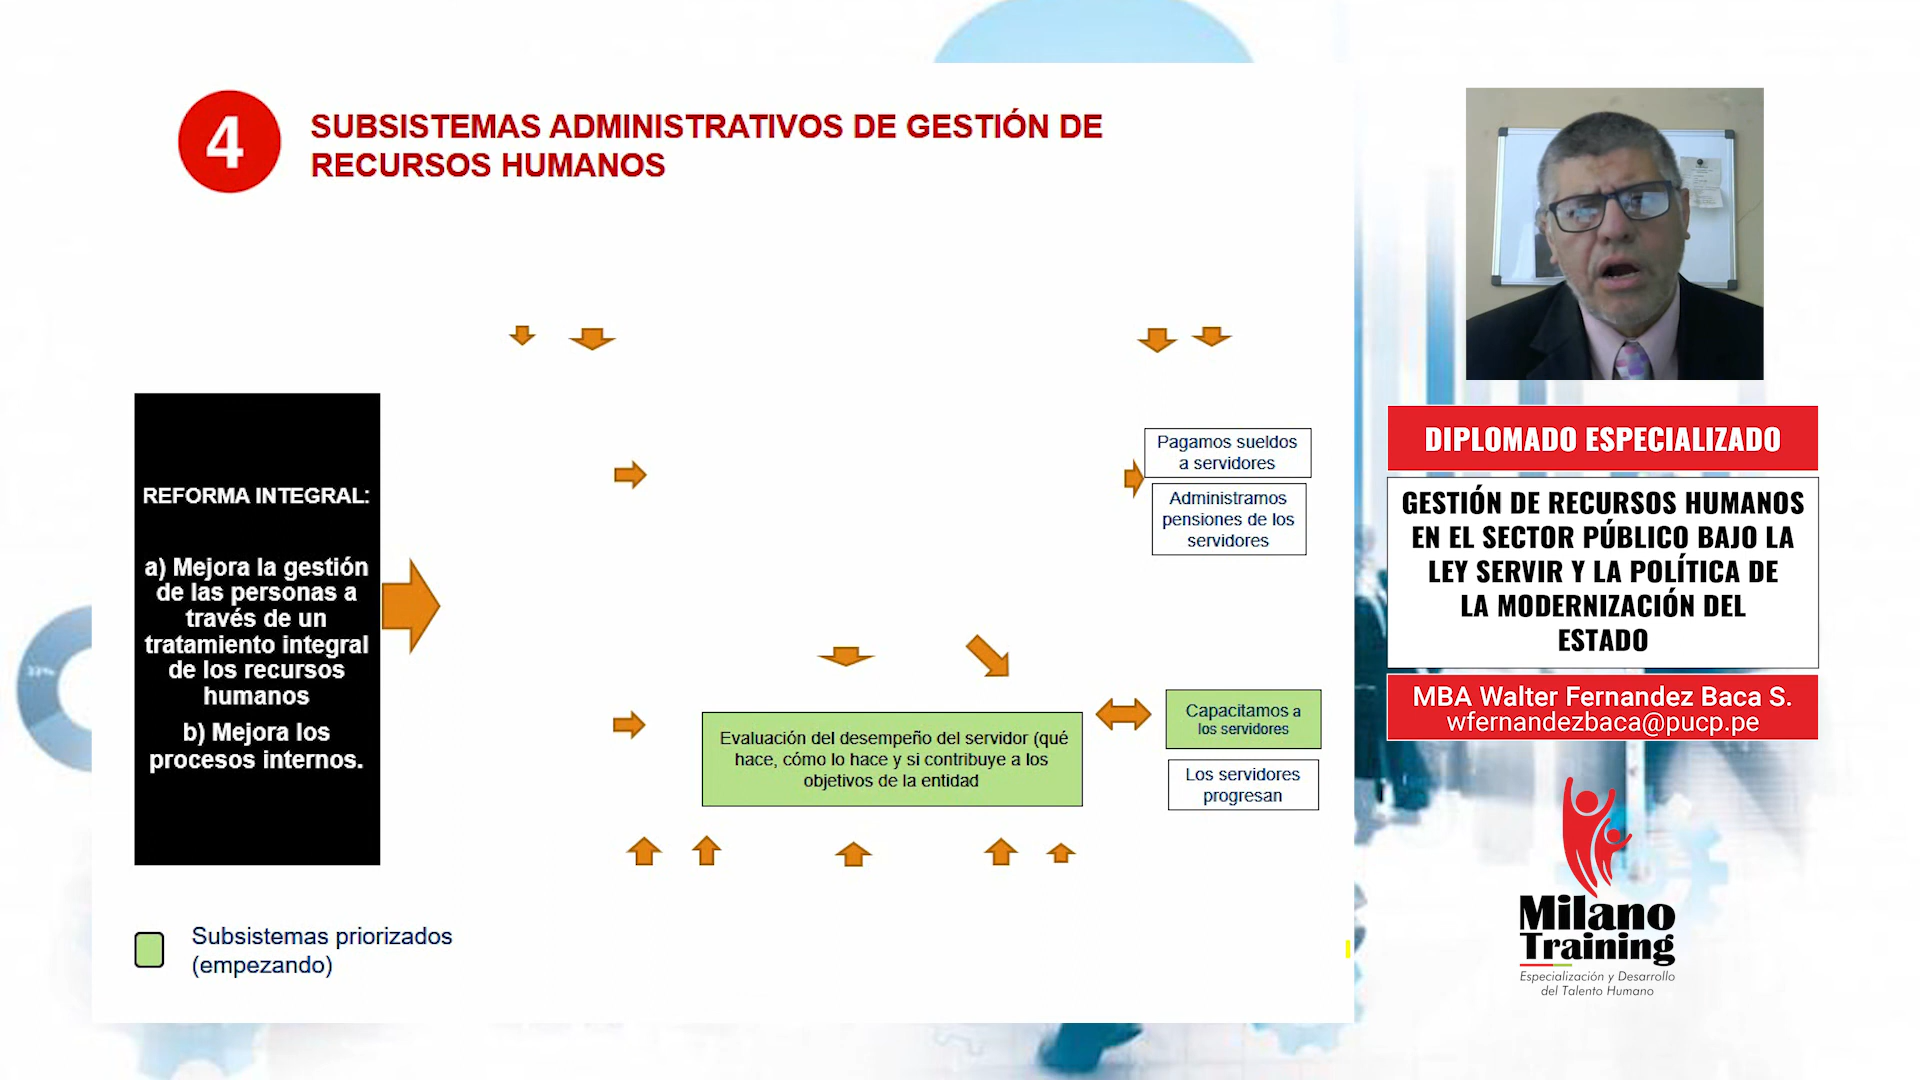 4
SUBSISTEMAS ADMINISTRATIVOS DE GESTIÓN DE
RECURSOS HUMANOS
REFORMA INTEGRAL:
a) Mejora la gestión
de las personas a
través de un
tratamiento integral
de los recursos
humanos
b) Mejora los
procesos internos.
Pagamos sueldos
a servidores
Administramos
pensiones de los
servidores
Evaluación del desempeño del servidor (qué
hace, cómo lo hace y si contribuye a los
objetivos de la entidad
Capacitamos a
los servidores
Los servidores
progresan
Subsistemas priorizados
(empezando)
33%
DIPLOMADO ESPECIALIZADO
GESTIÓN DE RECURSOS HUMANOS
EN EL SECTOR PÚBLICO BAJO LA
LEY SERVIR Y LA POLÍTICA DE
LA MODERNIZACIÓN DEL
ESTADO
MBA Walter Fernandez Baca S.
wfernandezbaca@pucp.pe
Milano
Training
Especialización y Desarrollo
del Talento Humano